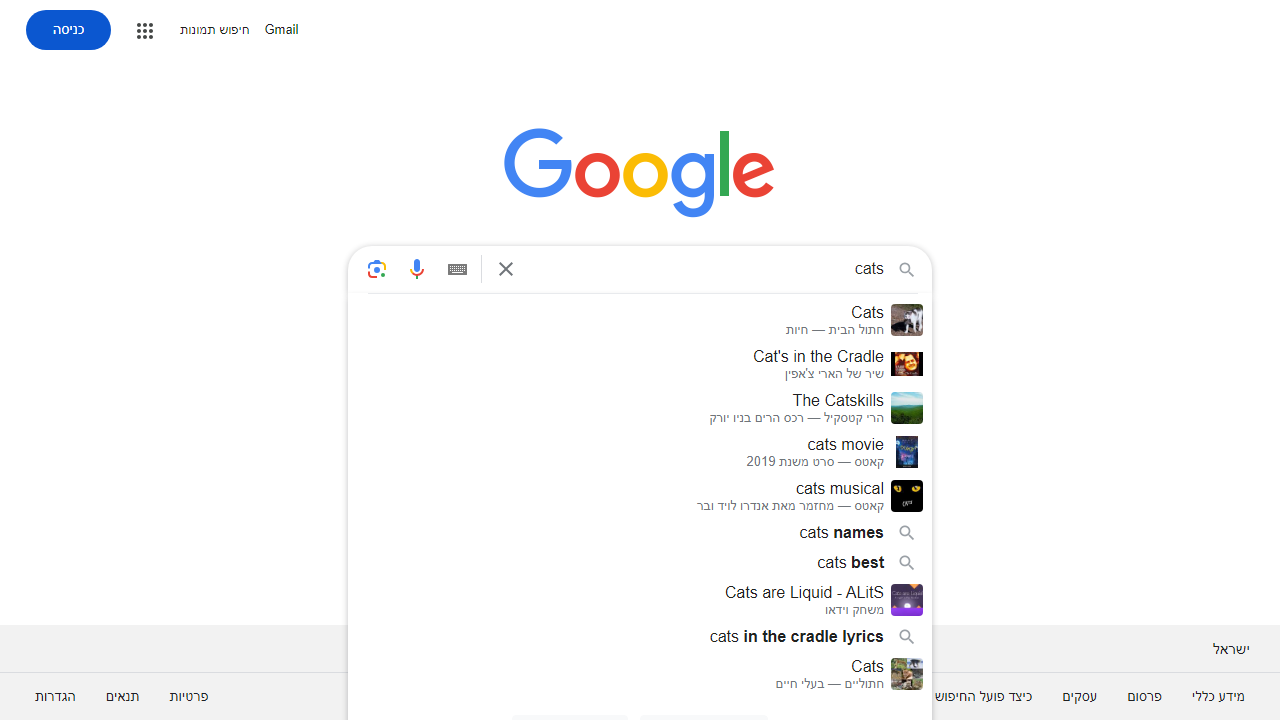 כניסה
חיפוש תמונות
Gmail
Google
cats
Cats
חתול הבית — חיות
Cat's in the Cradle
שיר של הארי צ'אפין
The Catskills
הרי קטסקיל — רכס הרים בניו יורק
cats movie
קאטס — סרט משנת 2019
cats musical
קאטס — מחזמר מאת אנדרו לויד ובר
cats names
cats best
Cats are Liquid - ALitS
משחק וידאו
cats in the cradle lyrics
Cats
חתוליים — בעלי חיים
ישראל
מידע כללי
פרסום
עסקים
כיצד פועל החיפוש
פרטיות
תנאים
הגדרות